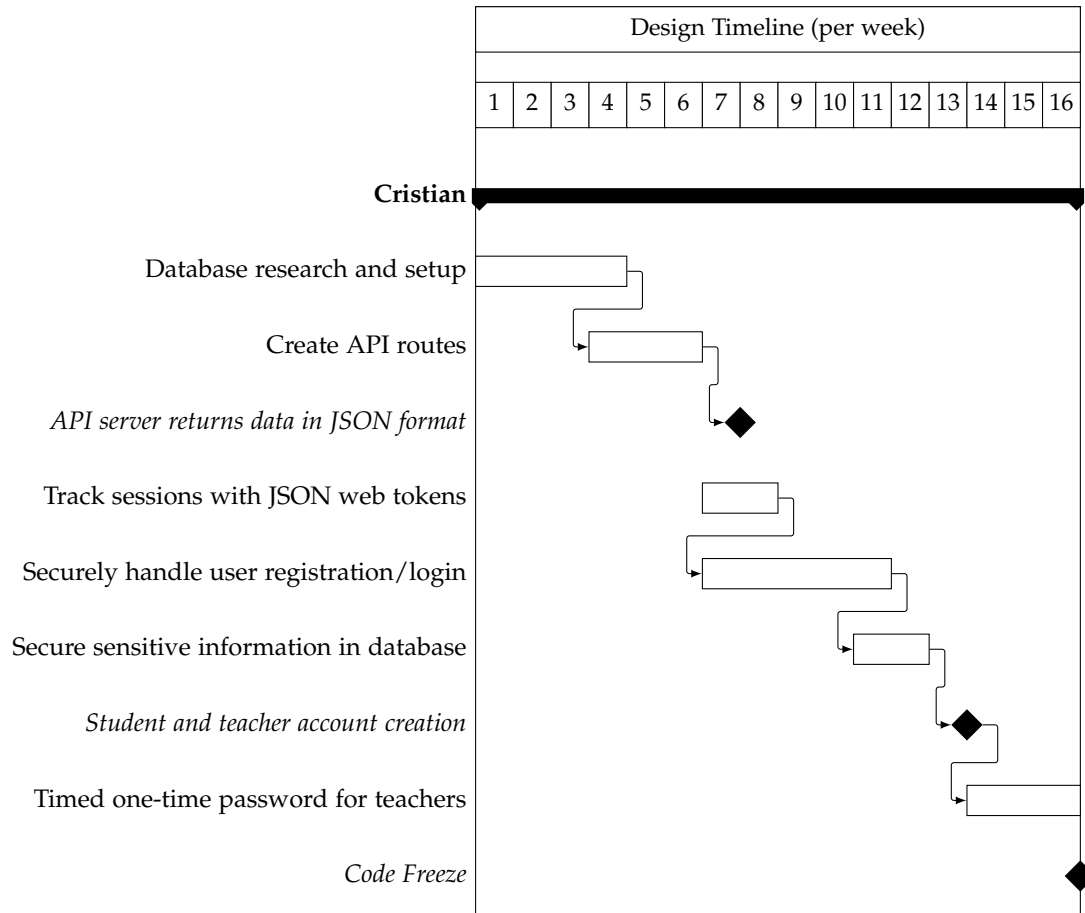 Design Timeline (per week)
1 2 3 4 5 6 7 8 9 10 11 12 13 14 15 16
Cristian
Database research and setup
Create API routes
API server returns data in JSON format
Track sessions with JSON web tokens
Securely handle user registration/login
Secure sensitive information in database
Student and teacher account creation
Timed one-time password for teachers
Code Freeze